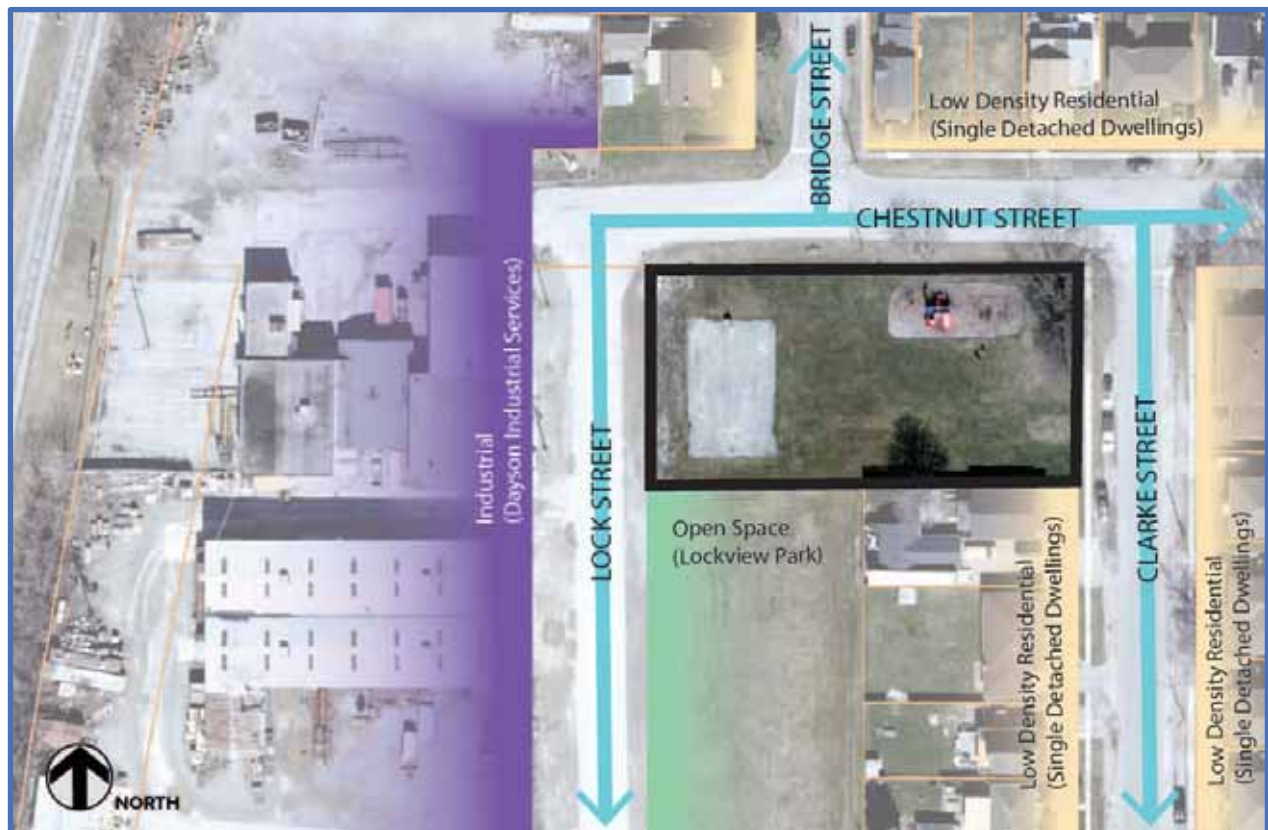 BRIDGE STREET
Low Density Residential
(Single Detached Dwellings)
CHESTNUT STREET
Industrial
(Dayson Industrial Services)
LOCK STREET
Open Space
(Lockview Park)
Low Density Residential
(Single Detached Dwellings)
CLARKE STREET
Low Density Residential
(Single Detached Dwellings)
NORTH